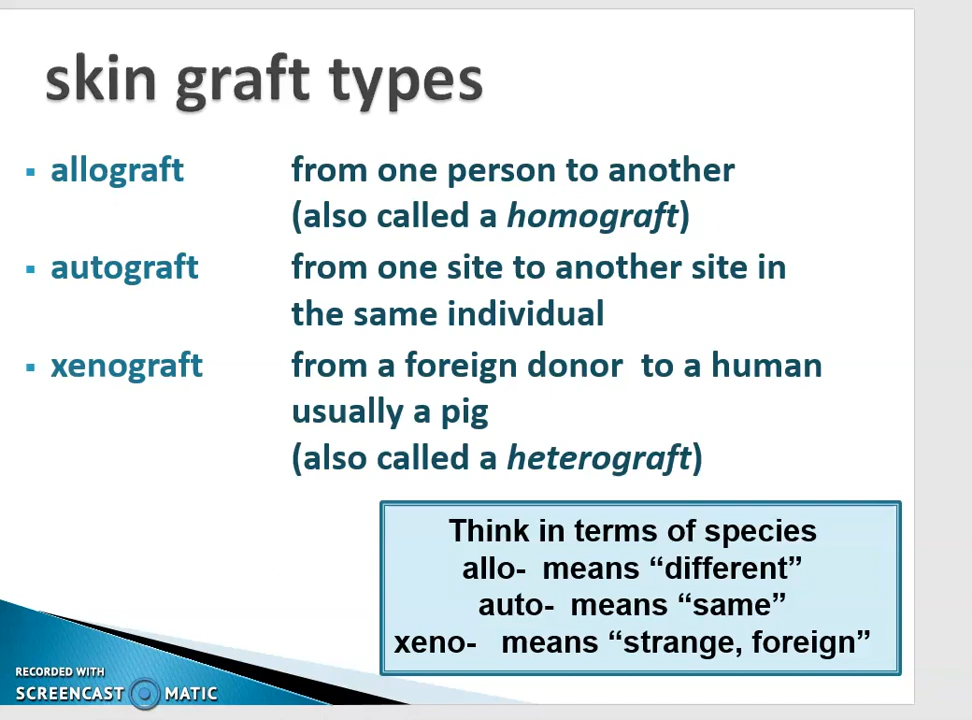 skin graft types
▪ allograft from one person to another
(also called a homograft)
▪ autograft from one site to another site in
the same individual
▪ xenograft from a foreign donor to a human
usually a pig
(also called a heterograft)
Think in terms of species
allo- means “different”
auto- means “same”
xeno- means “strange, foreign”
RECORDED WITH
SCREENCAST MATIC